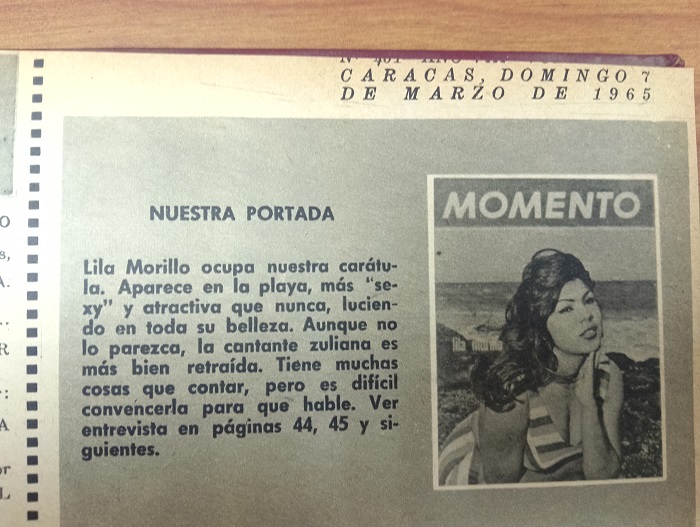 CARACAS, DOMINGO 7
DE MARZO DE 1965
NUESTRA PORTADA
Lila Morillo ocupa nuestra carátu-
la. Aparece en la playa, más "se-
xy" y atractiva que nunca, lucien-
do en toda su belleza. Aunque no
lo parezca, la cantante zuliana es
más bien retraída. Tiene muchas
cosas que contar, pero es difícil
convencerla para que hable. Ver
entrevista en páginas 44, 45 y si-
guientes.
MOMENTO
lila morillo